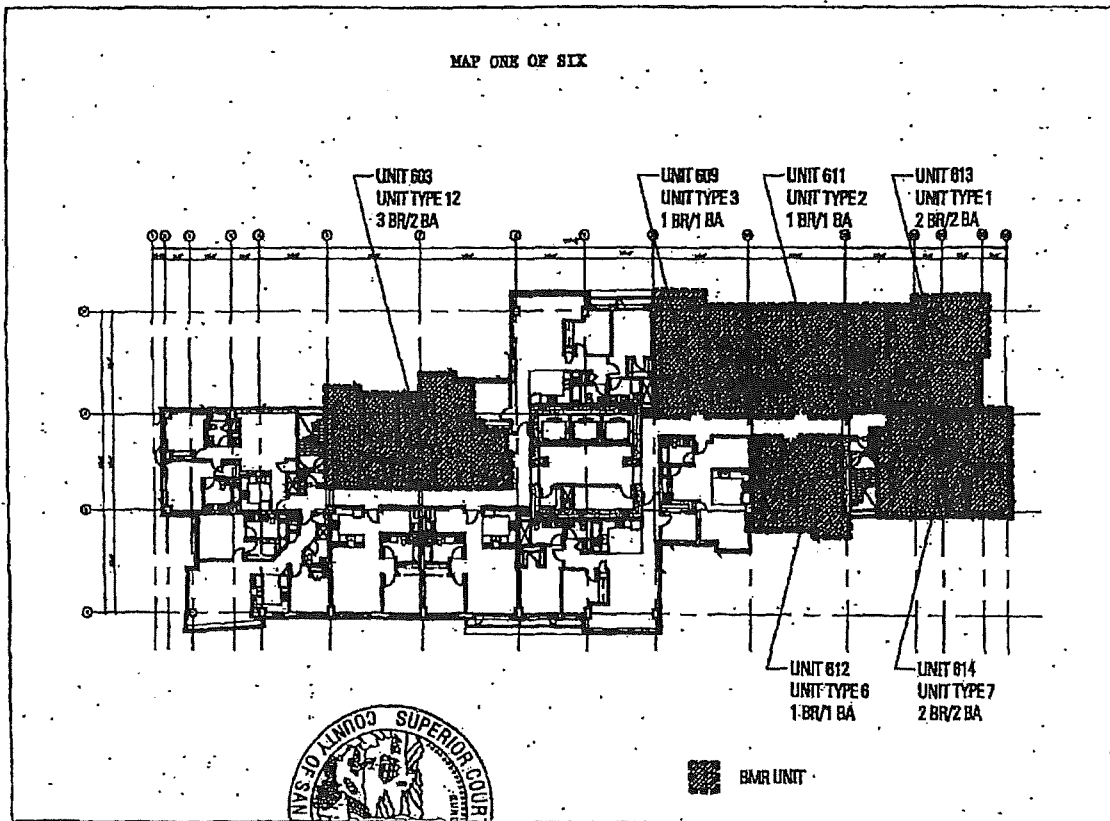 MAP ONE OF SIX
UNIT 603
UNIT TYPE 12
3 BR/2 BA
UNIT 609
UNIT TYPE 3
1 BR/1 BA
UNIT 611
UNIT TYPE 2
1 BR/1 BA
UNIT 613
UNIT TYPE 1
2 BR/2 BA
UNIT 612
UNIT TYPE 6
1 BR/1 BA
UNIT 614
UNIT TYPE 7
2 BR/2 BA
BMR UNIT
COUNTY OF SAN
SUPERIOR COUR